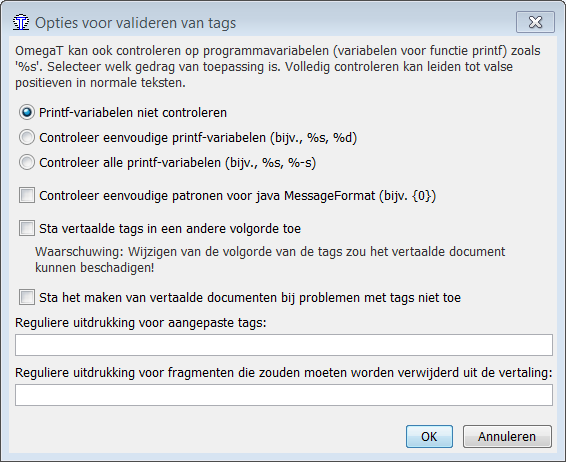 Opties voor valideren van tags
OmegaT kan ook controleren op programmavariabelen (variabelen voor functie printf) zoals
'%s'. Selecteer welk gedrag van toepassing is. Volledig controleren kan leiden tot valse
positieven in normale teksten.
Printf-variabelen niet controleren
Controleer eenvoudige printf-variabelen (bijv., %s, %d)
Controleer alle printf-variabelen (bijv., %s, %-s)
Controleer eenvoudige patronen voor java MessageFormat (bijv. {0})
Sta vertaalde tags in een andere volgorde toe
Waarschuwing: Wijzigen van de volgorde van de tags zou het vertaalde document
kunnen beschadigen!
Sta het maken van vertaalde documenten bij problemen met tags niet toe
Reguliere uitdrukking voor aangepaste tags:
Reguliere uitdrukking voor fragmenten die zouden moeten worden verwijderd uit de vertaling:
OK
Annuleren